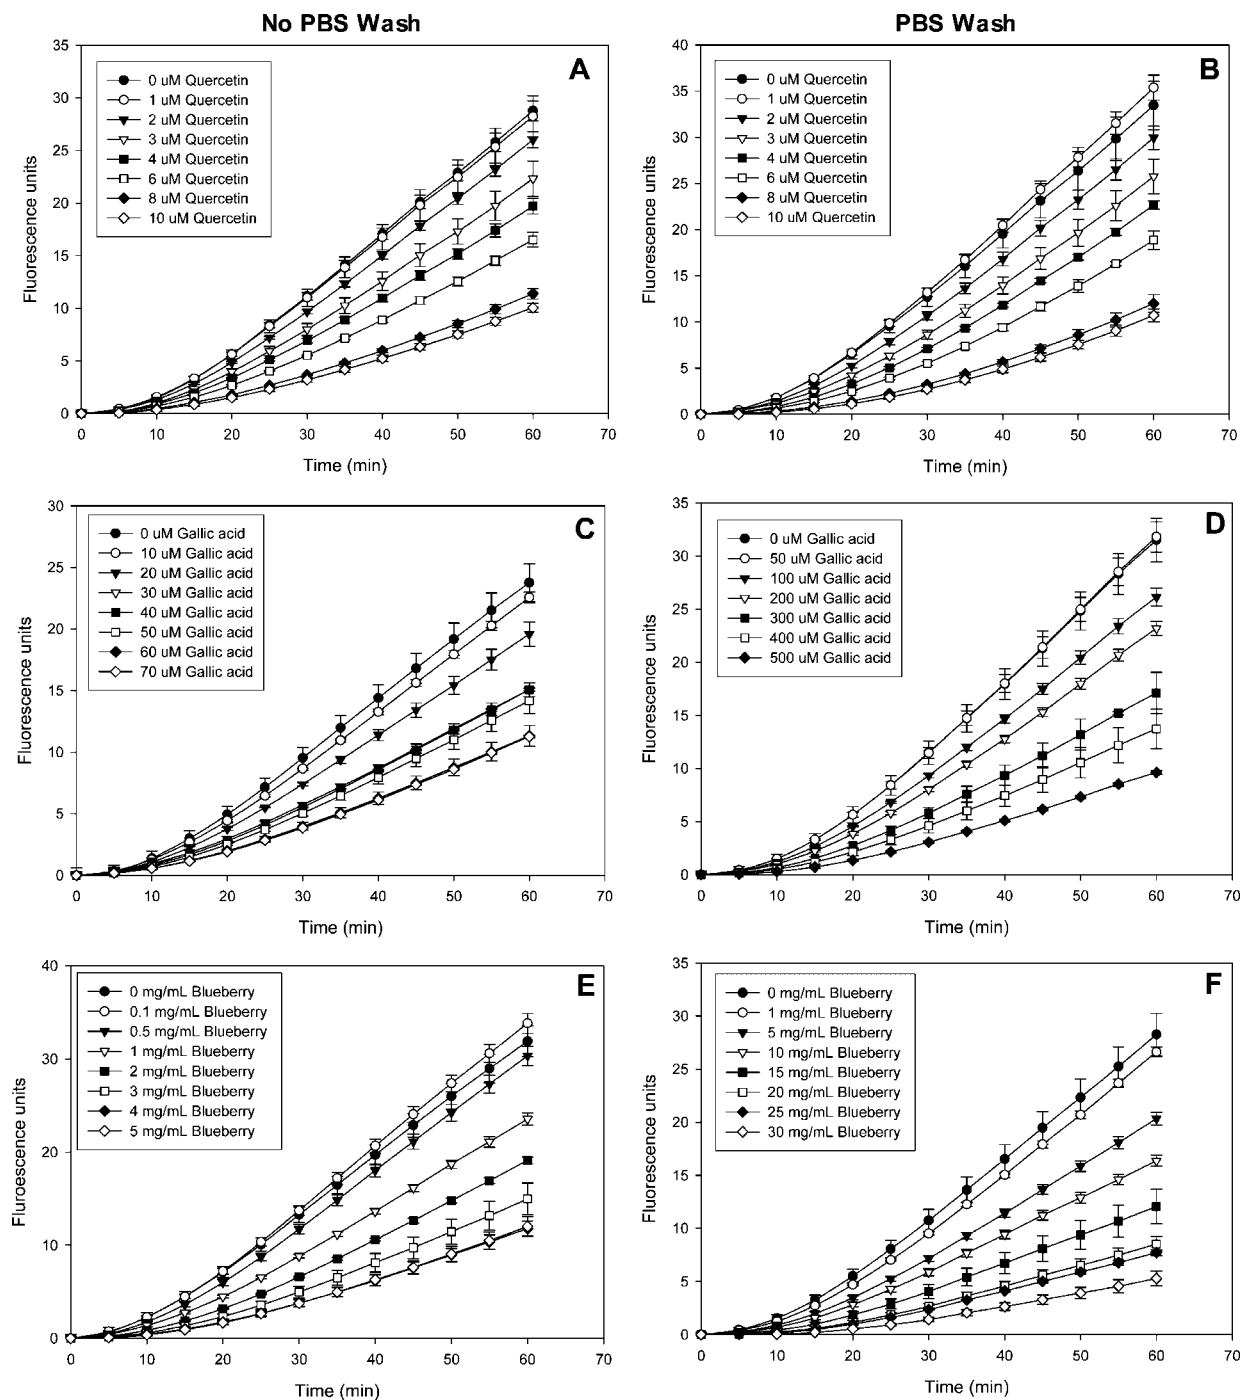 No PBS Wash
PBS Wash
A
35
30
25
20
15
10
5
0
Fluorescence units
0 uM Quercetin
1 uM Quercetin
2 uM Quercetin
3 uM Quercetin
4 uM Quercetin
6 uM Quercetin
8 uM Quercetin
10 uM Quercetin
0 10 20 30 40 50 60 70
Time (min)
B
40
35
30
25
20
15
10
5
0
Fluorescence units
0 uM Quercetin
1 uM Quercetin
2 uM Quercetin
3 uM Quercetin
4 uM Quercetin
6 uM Quercetin
8 uM Quercetin
10 uM Quercetin
0 10 20 30 40 50 60 70
Time (min)
C
30
25
20
15
10
5
0
Fluorescence units
0 uM Gallic acid
10 uM Gallic acid
20 uM Gallic acid
30 uM Gallic acid
40 uM Gallic acid
50 uM Gallic acid
60 uM Gallic acid
70 uM Gallic acid
0 10 20 30 40 50 60 70
Time (min)
D
35
30
25
20
15
10
5
0
Fluorescence units
0 uM Gallic acid
50 uM Gallic acid
100 uM Gallic acid
200 uM Gallic acid
300 uM Gallic acid
400 uM Gallic acid
500 uM Gallic acid
0 10 20 30 40 50 60 70
Time (min)
E
40
30
20
10
0
Fluroescence units
0 mg/mL Blueberry
0.1 mg/mL Blueberry
0.5 mg/mL Blueberry
1 mg/mL Blueberry
2 mg/mL Blueberry
3 mg/mL Blueberry
4 mg/mL Blueberry
5 mg/mL Blueberry
0 10 20 30 40 50 60 70
Time (min)
F
35
30
25
20
15
10
5
0
Fluorescence units
0 mg/mL Blueberry
1 mg/mL Blueberry
5 mg/mL Blueberry
10 mg/mL Blueberry
15 mg/mL Blueberry
20 mg/mL Blueberry
25 mg/mL Blueberry
30 mg/mL Blueberry
0 10 20 30 40 50 60 70
Time (min)